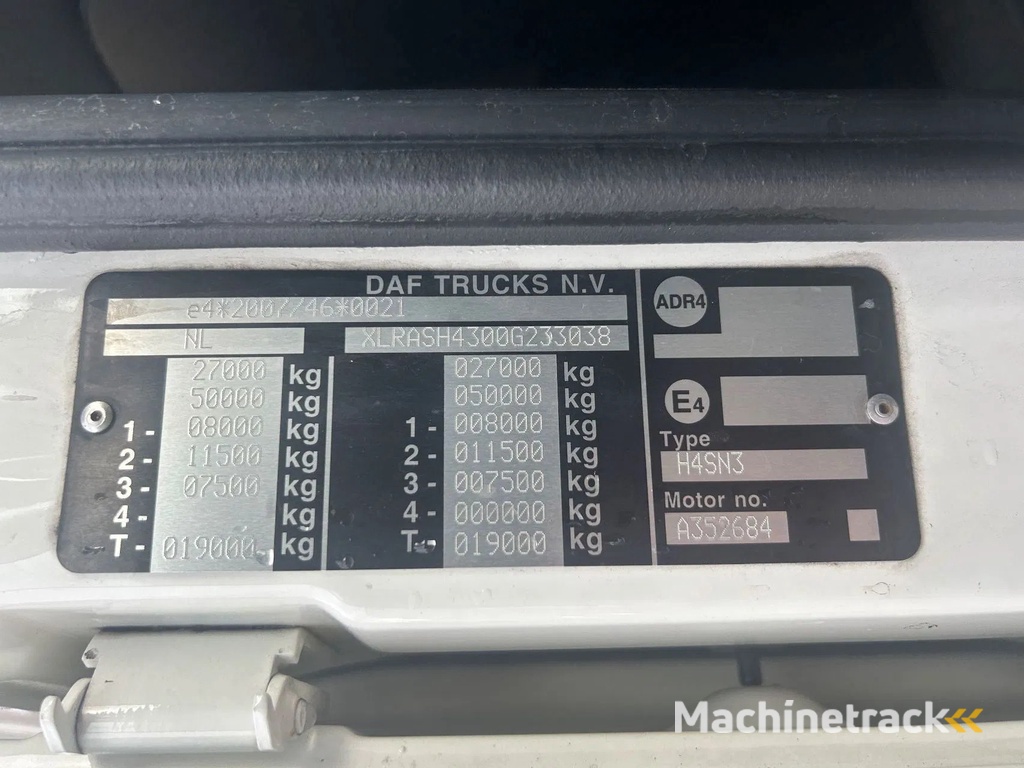 DAF TRUCKS N.V.
e4*2007/46*0021
NL XLRASH4300G233038
27000 kg 027000 kg
50000 kg 050000 kg
1- 08000 kg 1- 008000 kg
2- 11500 kg 2- 011500 kg
3- 07500 kg 3- 007500 kg
4- kg 4- 000000 kg
T- 019000 kg T- 019000 kg
ADR4
E4
Type
H4SN3
Motor no.
A352684
Machinetrack